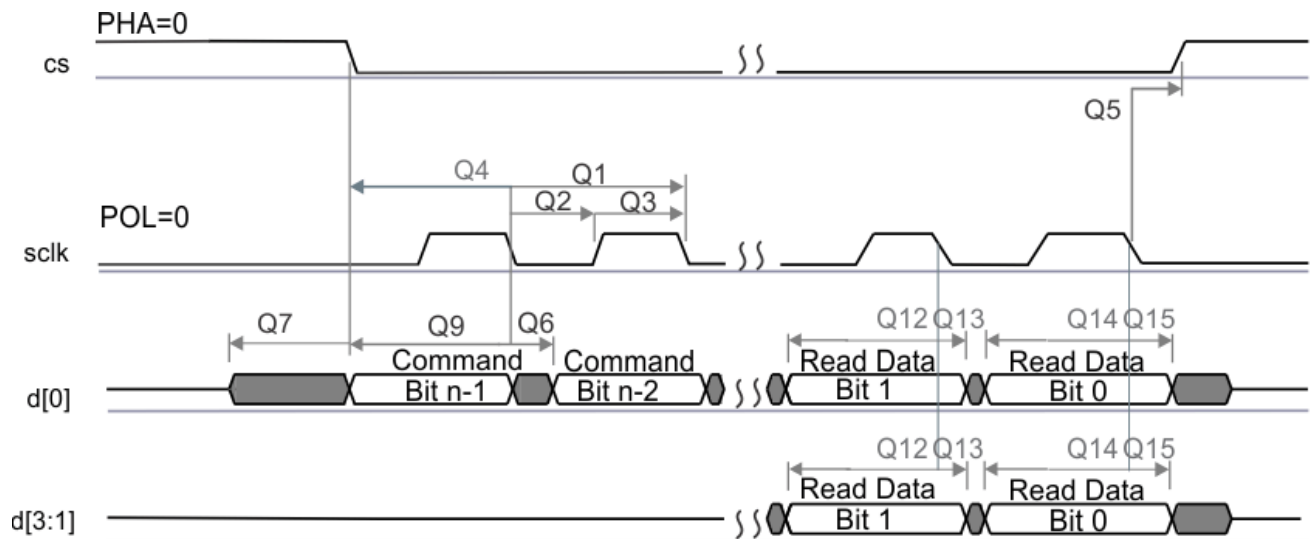 PHA=0
cs
Q5
Q4 Q1
Q2 Q3
POL=0
sclk
Q7 Q9 Q6 Q12 Q13 Q14 Q15
Command Command Read Data Read Data
d[0] Bit n-1 Bit n-2 Bit 1 Bit 0
Q12 Q13 Q14 Q15
Read Data Read Data
d[3:1] Bit 1 Bit 0